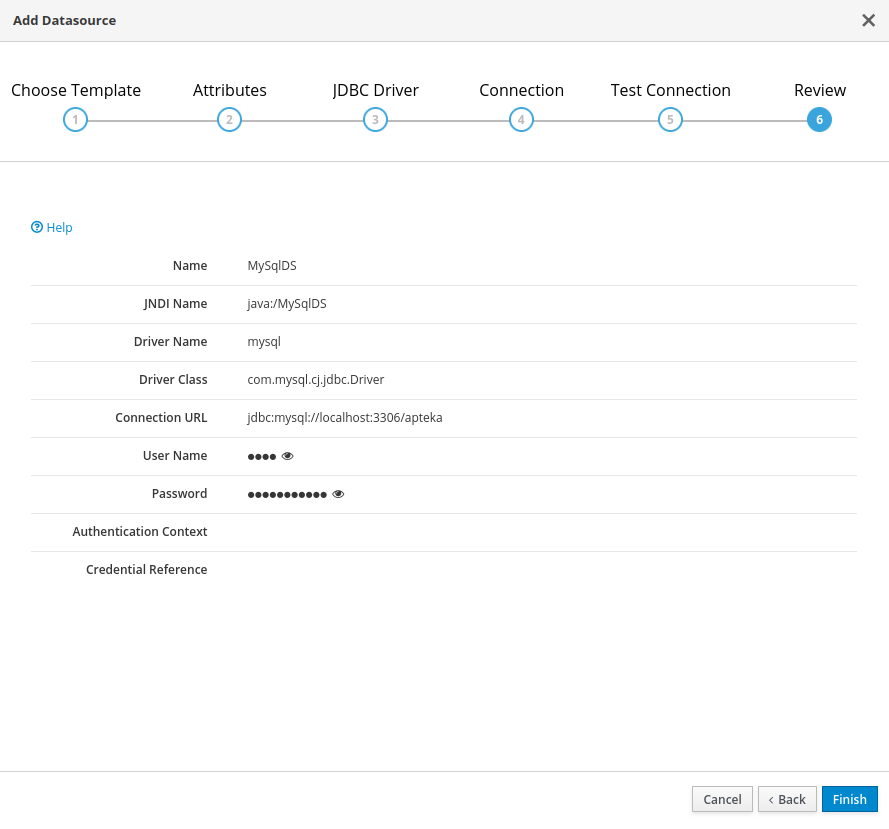 Add Datasource
Choose Template Attributes JDBC Driver Connection Test Connection Review
1 2 3 4 5 6
Help
Name MySqlDS
JNDI Name java:/MySqlDS
Driver Name mysql
Driver Class com.mysql.cj.jdbc.Driver
Connection URL jdbc:mysql://localhost:3306/apteka
User Name ●●●●
Password ●●●●●●●●●●●
Authentication Context
Credential Reference
Cancel ‹ Back Finish